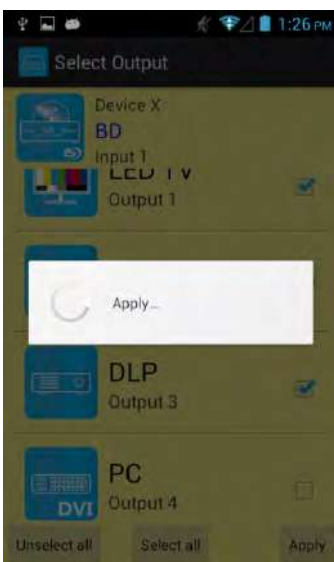 1:26 PM
Select Output
Device X
BD
Input 1
LED TV
Output 1
Apply...
DLP
Output 3
PC
Output 4
DVI
Unselect all
Select all
Apply